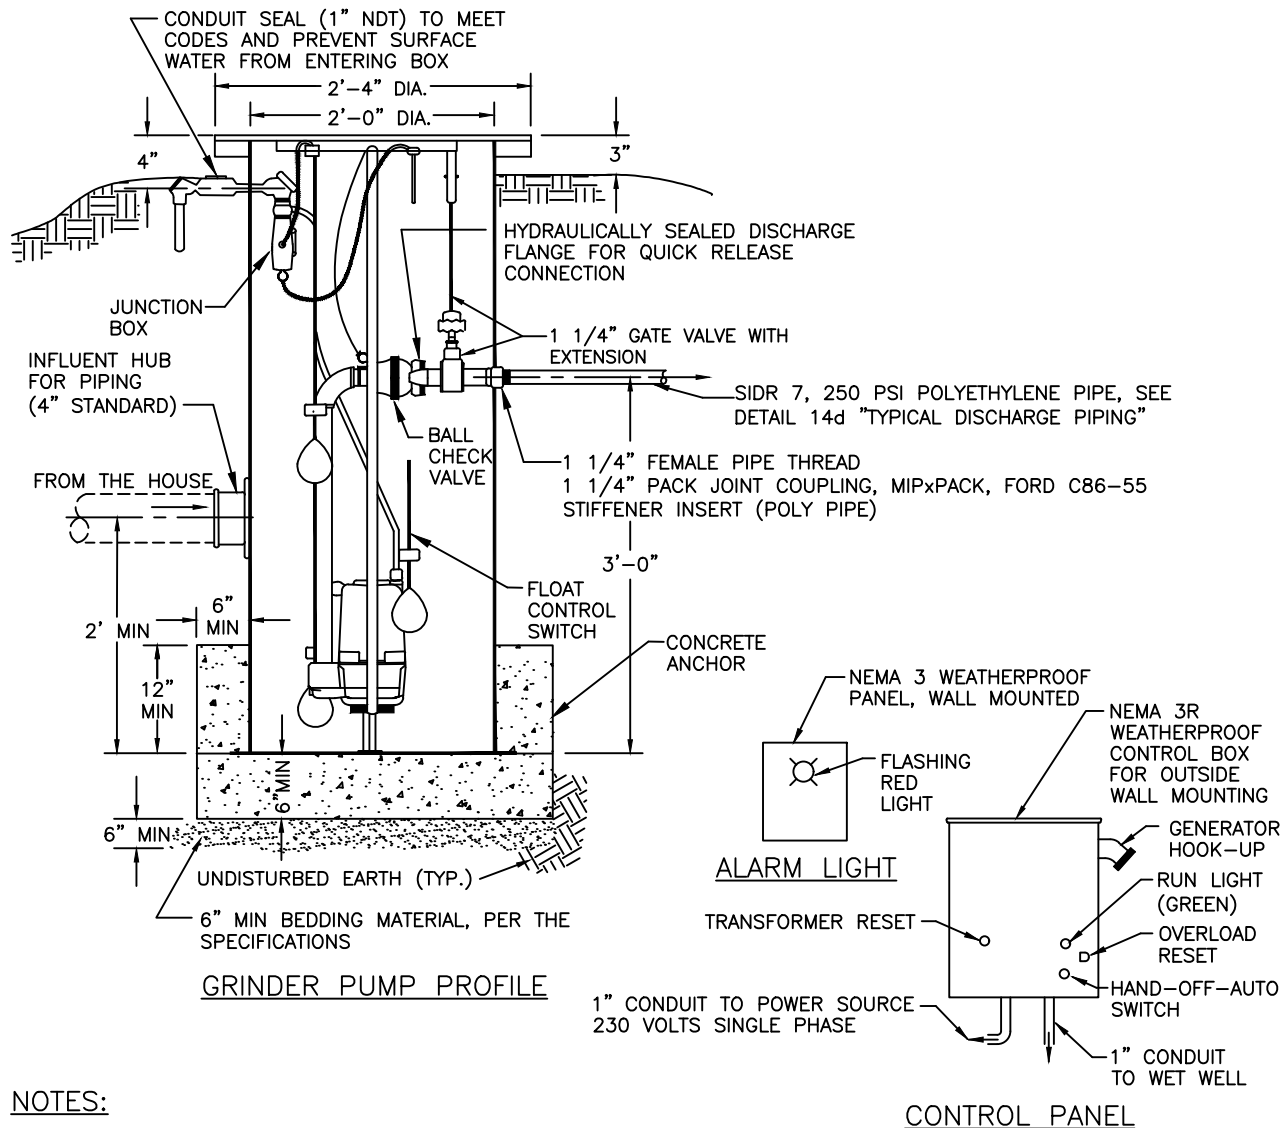 CONDUIT SEAL (1" NDT) TO MEET
CODES AND PREVENT SURFACE
WATER FROM ENTERING BOX
2'-4" DIA.
2'-0" DIA.
4"
3"
HYDRAULICALLY SEALED DISCHARGE
FLANGE FOR QUICK RELEASE
CONNECTION
JUNCTION
BOX
1 1/4" GATE VALVE WITH
EXTENSION
INFLUENT HUB
FOR PIPING
(4" STANDARD)
SIDR 7, 250 PSI POLYETHYLENE PIPE, SEE
DETAIL 14d "TYPICAL DISCHARGE PIPING"
BALL
CHECK
VALVE
FROM THE HOUSE
1 1/4" FEMALE PIPE THREAD
1 1/4" PACK JOINT COUPLING, MIPxPACK, FORD C86-55
STIFFENER INSERT (POLY PIPE)
3'-0"
FLOAT
CONTROL
SWITCH
6"
MIN
2' MIN
CONCRETE
ANCHOR
12"
MIN
6" MIN
6" MIN
UNDISTURBED EARTH (TYP.)
6" MIN BEDDING MATERIAL, PER THE
SPECIFICATIONS
GRINDER PUMP PROFILE
NEMA 3 WEATHERPROOF
PANEL, WALL MOUNTED
FLASHING
RED
LIGHT
ALARM LIGHT
NEMA 3R
WEATHERPROOF
CONTROL BOX
FOR OUTSIDE
WALL MOUNTING
GENERATOR
HOOK-UP
RUN LIGHT
(GREEN)
TRANSFORMER RESET
OVERLOAD
RESET
HAND-OFF-AUTO
SWITCH
1" CONDUIT TO POWER SOURCE
230 VOLTS SINGLE PHASE
1" CONDUIT
TO WET WELL
CONTROL PANEL
NOTES: